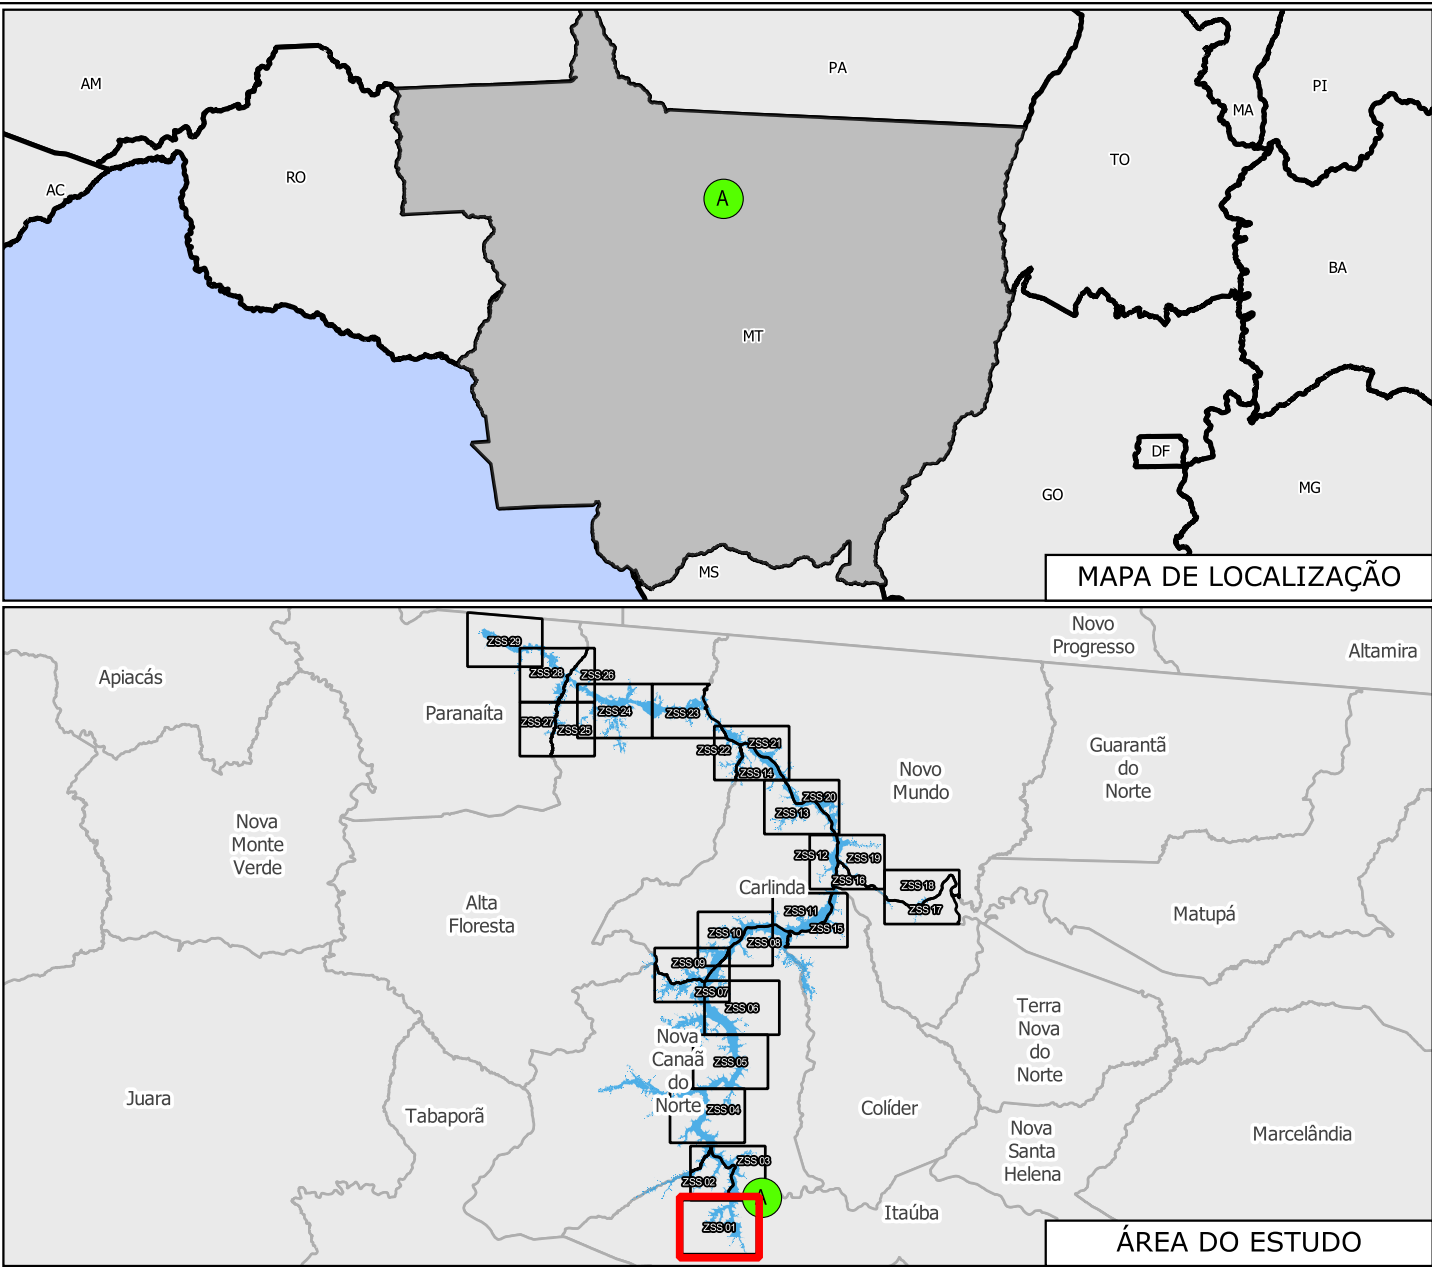 AM
PA
PI
MA
TO
RO
AC
A
BA
MT
DF
GO
MG
MS
MAPA DE LOCALIZAÇÃO
Novo
Progresso
Altamira
Apiacás
Paranaíta
Guarantã
do
Norte
Novo
Mundo
Nova
Monte
Verde
Carlinda
Alta
Floresta
Matupá
Terra
Nova
do
Norte
Nova
Canaã
do
Norte
Juara
Tabaporã
Colíder
Nova
Santa
Helena
Marcelândia
Itaúba
ZSS 29
ZSS 28
ZSS 26
ZSS 27
ZSS 25
ZSS 24
ZSS 23
ZSS 22
ZSS 21
ZSS 14
ZSS 20
ZSS 13
ZSS 12
ZSS 19
ZSS 16
ZSS 18
ZSS 17
ZSS 11
ZSS 15
ZSS 10
ZSS 08
ZSS 09
ZSS 07
ZSS 06
ZSS 05
ZSS 04
ZSS 03
ZSS 02
A
ZSS 01
ÁREA DO ESTUDO